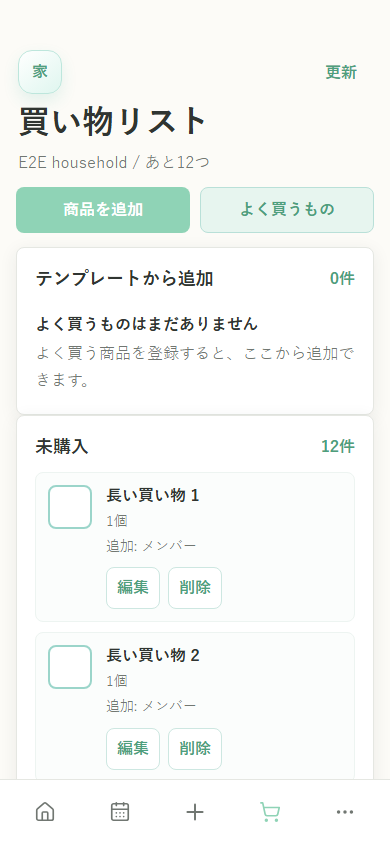 家
更新
買い物リスト
E2E household / あと12つ
商品を追加
よく買うもの
テンプレートから追加
0件
よく買うものはまだありません
よく買う商品を登録すると、ここから追加で
きます。
未購入
12件
長い買い物 1
1個
追加: メンバー
編集
削除
長い買い物 2
1個
追加: メンバー
編集
削除